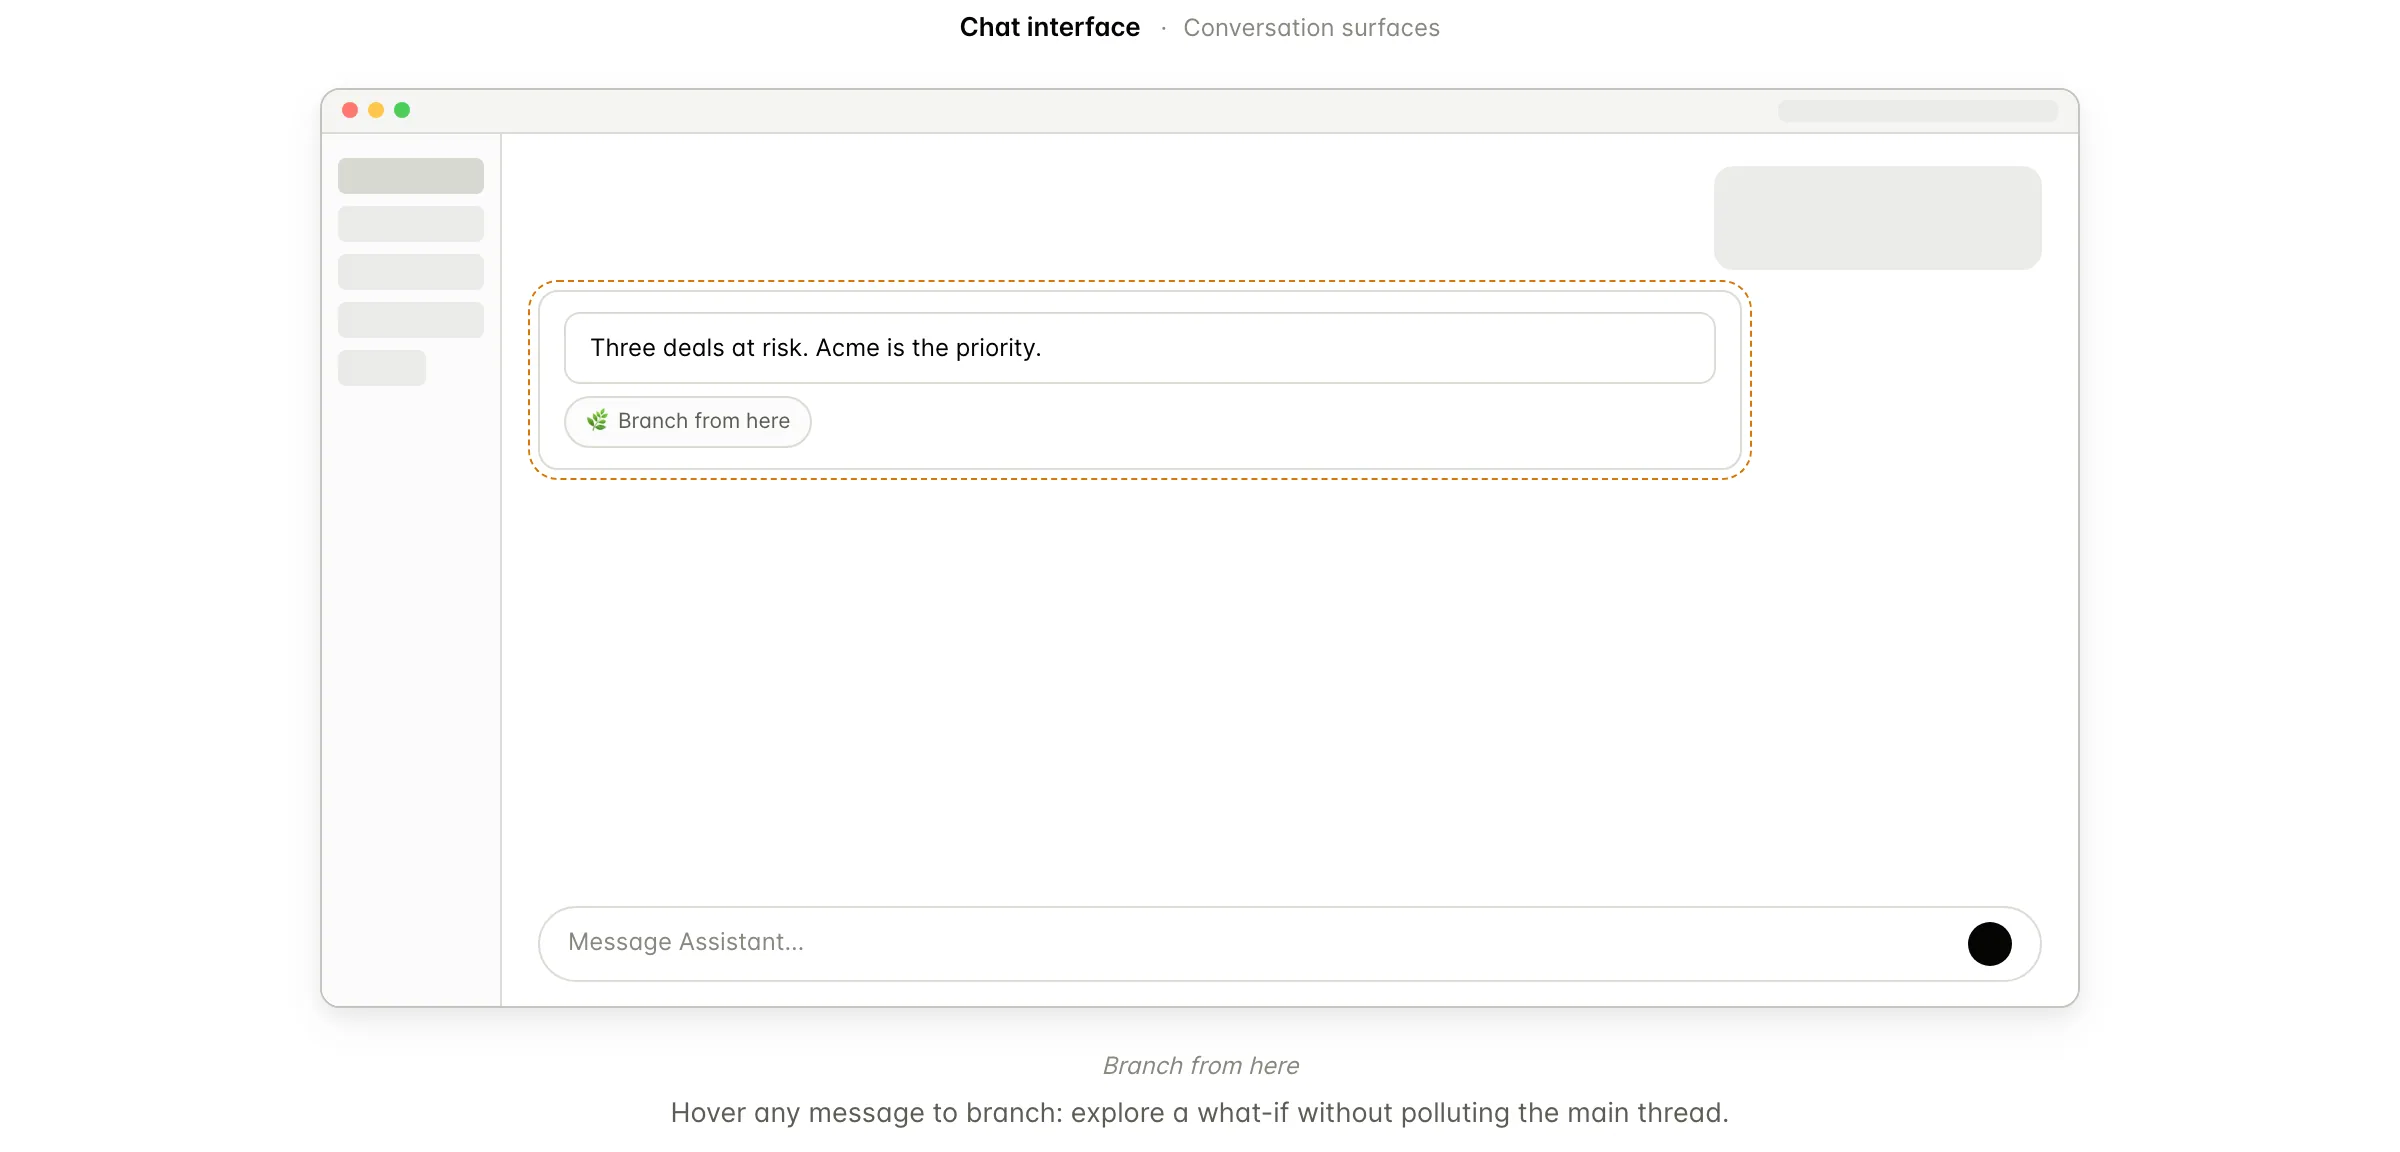 Chat interface · Conversation surfaces
Three deals at risk. Acme is the priority.
🌿 Branch from here
Message Assistant...
Branch from here
Hover any message to branch: explore a what-if without polluting the main thread.